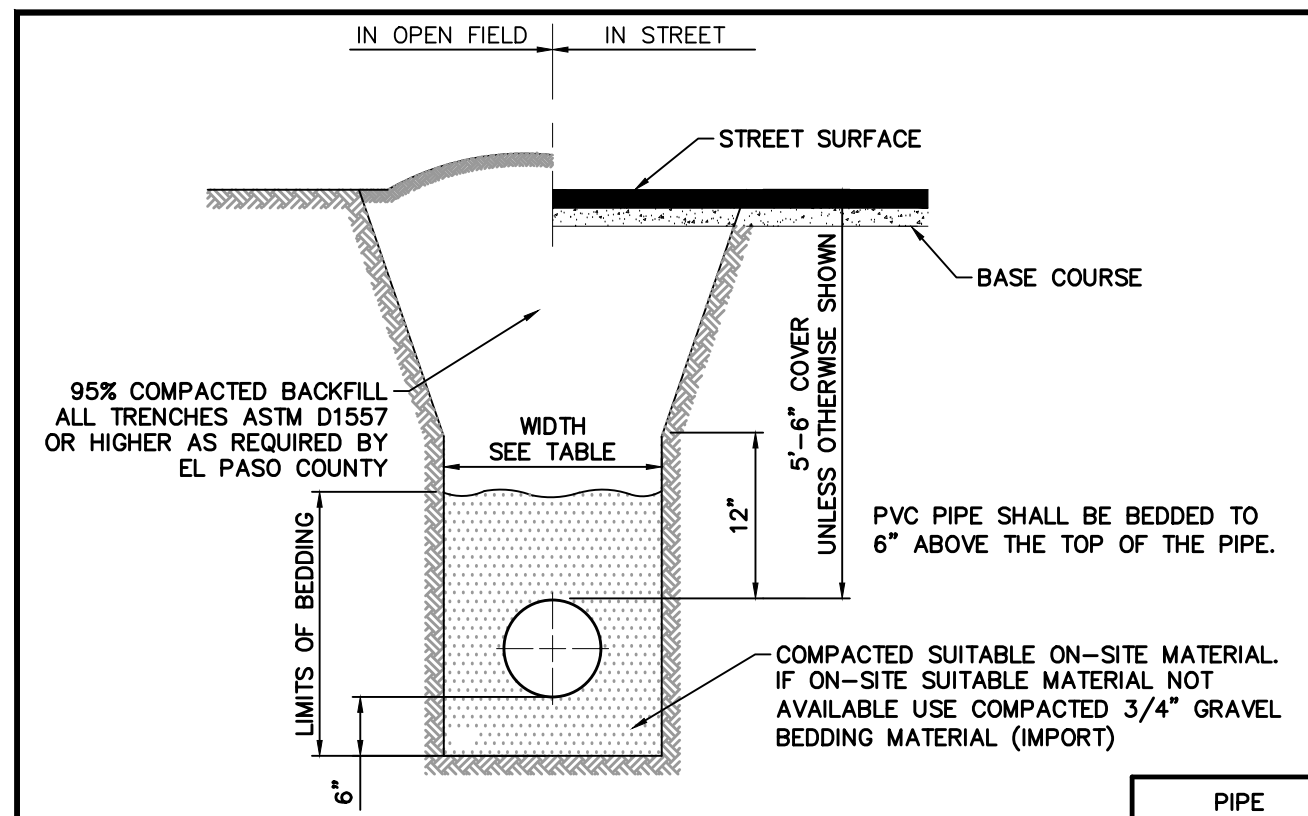 IN OPEN FIELD
IN STREET
STREET SURFACE
BASE COURSE
5'-6" COVER
UNLESS OTHERWISE SHOWN
95% COMPACTED BACKFILL
ALL TRENCHES ASTM D1557
OR HIGHER AS REQUIRED BY
EL PASO COUNTY
WIDTH
SEE TABLE
12"
LIMITS OF BEDDING
PVC PIPE SHALL BE BEDDED TO
6" ABOVE THE TOP OF THE PIPE.
COMPACTED SUITABLE ON-SITE MATERIAL.
IF ON-SITE SUITABLE MATERIAL NOT
AVAILABLE USE COMPACTED 3/4" GRAVEL
BEDDING MATERIAL (IMPORT)
6"
PIPE